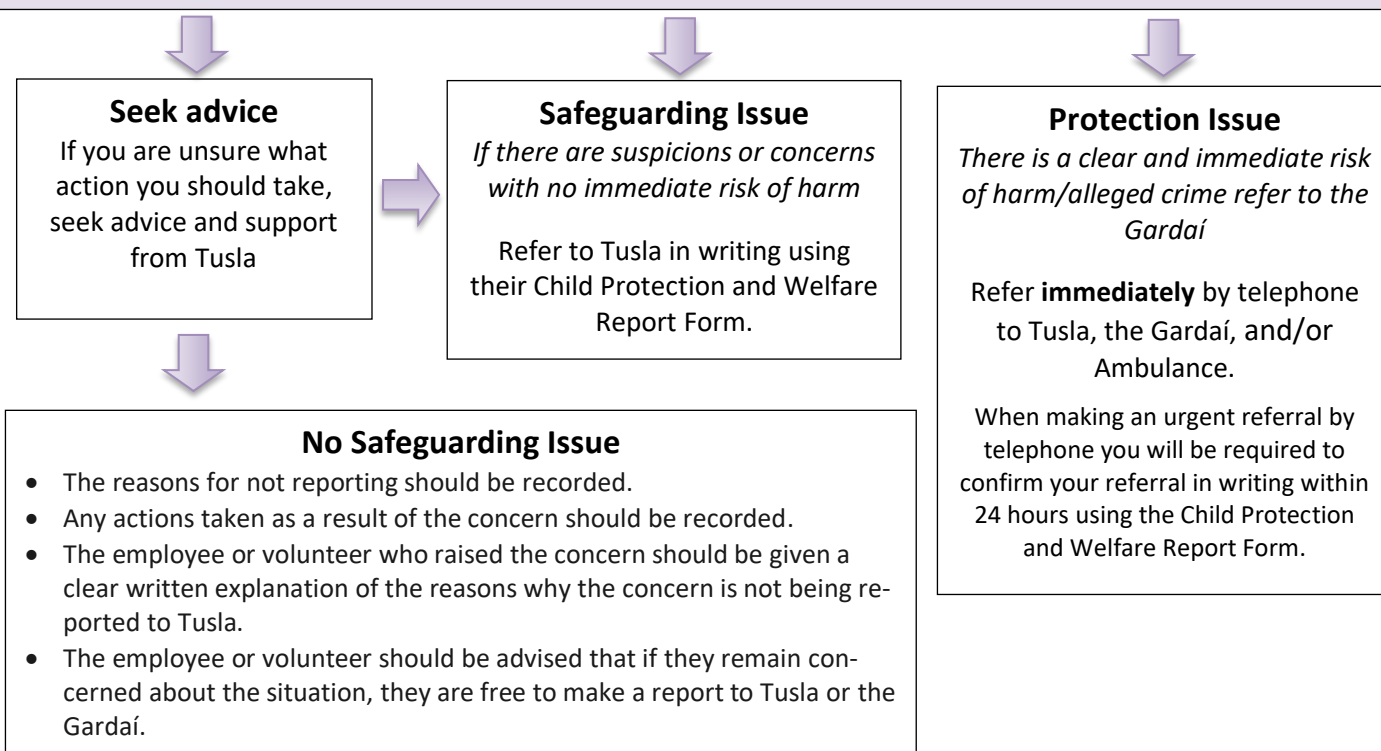 Seek advice
If you are unsure what
action you should take,
seek advice and support
from Tusla
Safeguarding Issue
If there are suspicions or concerns
with no immediate risk of harm
Refer to Tusla in writing using
their Child Protection and Welfare
Report Form.
Protection Issue
There is a clear and immediate risk
of harm/alleged crime refer to the
Gardaí
Refer immediately by telephone
to Tusla, the Gardaí, and/or
Ambulance.
When making an urgent referral by
telephone you will be required to
confirm your referral in writing within
24 hours using the Child Protection
and Welfare Report Form.
No Safeguarding Issue
• The reasons for not reporting should be recorded.
• Any actions taken as a result of the concern should be recorded.
• The employee or volunteer who raised the concern should be given a
clear written explanation of the reasons why the concern is not being re-
ported to Tusla.
• The employee or volunteer should be advised that if they remain con-
cerned about the situation, they are free to make a report to Tusla or the
Gardaí.